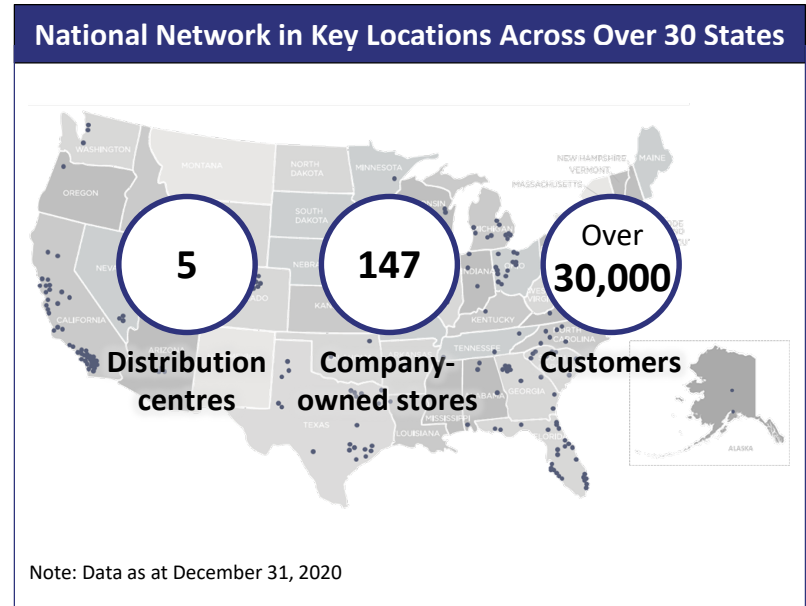 National Network in Key Locations Across Over 30 States
WASHINGTON
MONTANA
NORTH
DAKOTA
MINNESOTA
NEW HAMPSHIRE
VERMONT
MAINE
MASSACHUSETTS
OREGON
SOUTH
DAKOTA
5
147
Over
30,000
CALIFORNIA
KENTUCKY
TENNESSEE
Distribution
centres
Company-
owned stores
Customers
GEORGIA
MISSISSIPPI
TEXAS
LOUISIANA
ALASKA
Note: Data as at December 31, 2020